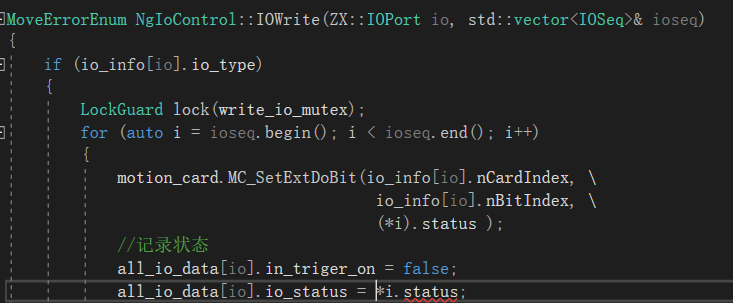 MoveErrorEnum NgIoControl::IOWrite(ZX::IOPort io, std::vector<IOSeq>& ioseq)
{
if (io_info[io].io_type)
{
LockGuard lock(write_io_mutex);
for (auto i = ioseq.begin(); i < ioseq.end(); i++)
{
motion_card.MC_SetExtDoBit(io_info[io].nCardIndex, \
io_info[io].nBitIndex, \
(*i).status );
//记录状态
all_io_data[io].in_triger_on = false;
all_io_data[io].io_status = *i.status;